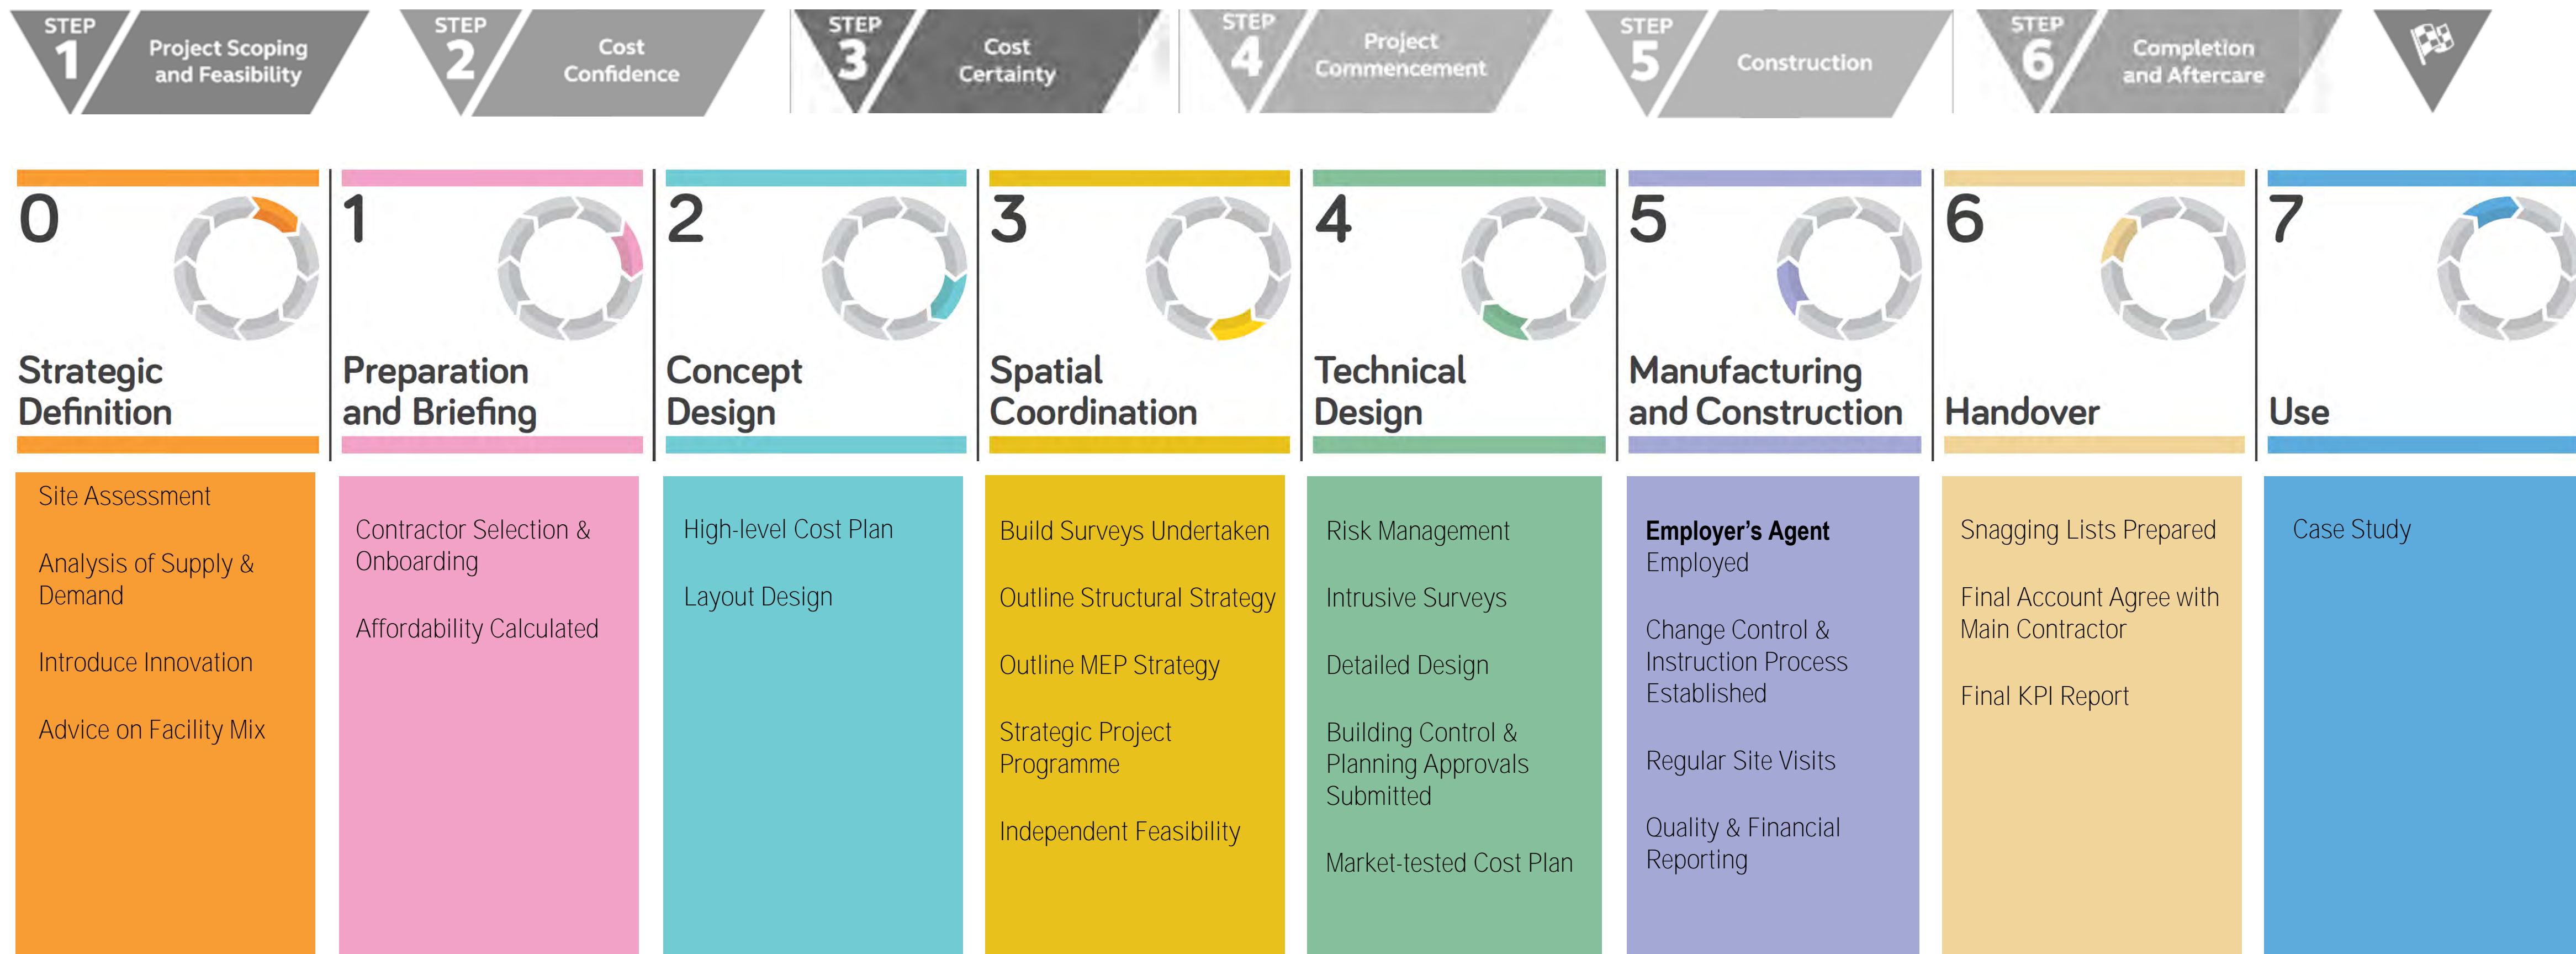 STEP
1
Project Scoping
and Feasibility
STEP
2
Cost
Confidence
STEP
3
Cost
Certainty
STEP
4
Project
Commencement
STEP
5
Construction
STEP
6
Completion
and Aftercare
0
Strategic
Definition
1
Preparation
and Briefing
2
Concept
Design
3
Spatial
Coordination
4
Technical
Design
5
Manufacturing
and Construction
6
Handover
7
Use
Site Assessment
Analysis of Supply &
Demand
Introduce Innovation
Advice on Facility Mix
Contractor Selection &
Onboarding
Affordability Calculated
High-level Cost Plan
Layout Design
Build Surveys Undertaken
Outline Structural Strategy
Outline MEP Strategy
Strategic Project
Programme
Independent Feasibility
Risk Management
Intrusive Surveys
Detailed Design
Building Control &
Planning Approvals
Submitted
Market-tested Cost Plan
Employer’s Agent
Employed
Change Control &
Instruction Process
Established
Regular Site Visits
Quality & Financial
Reporting
Snagging Lists Prepared
Final Account Agree with
Main Contractor
Final KPI Report
Case Study